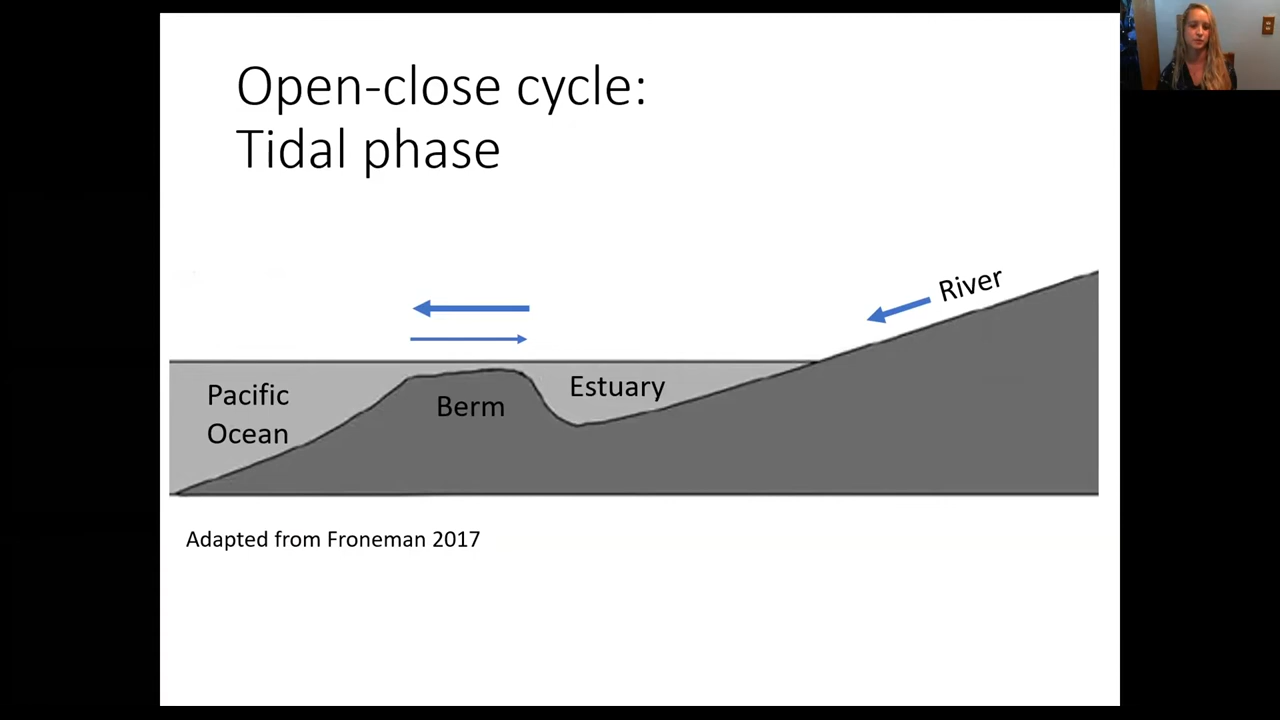 Open-close cycle:
Tidal phase
River
Pacific
Ocean
Berm
Estuary
Adapted from Froneman 2017